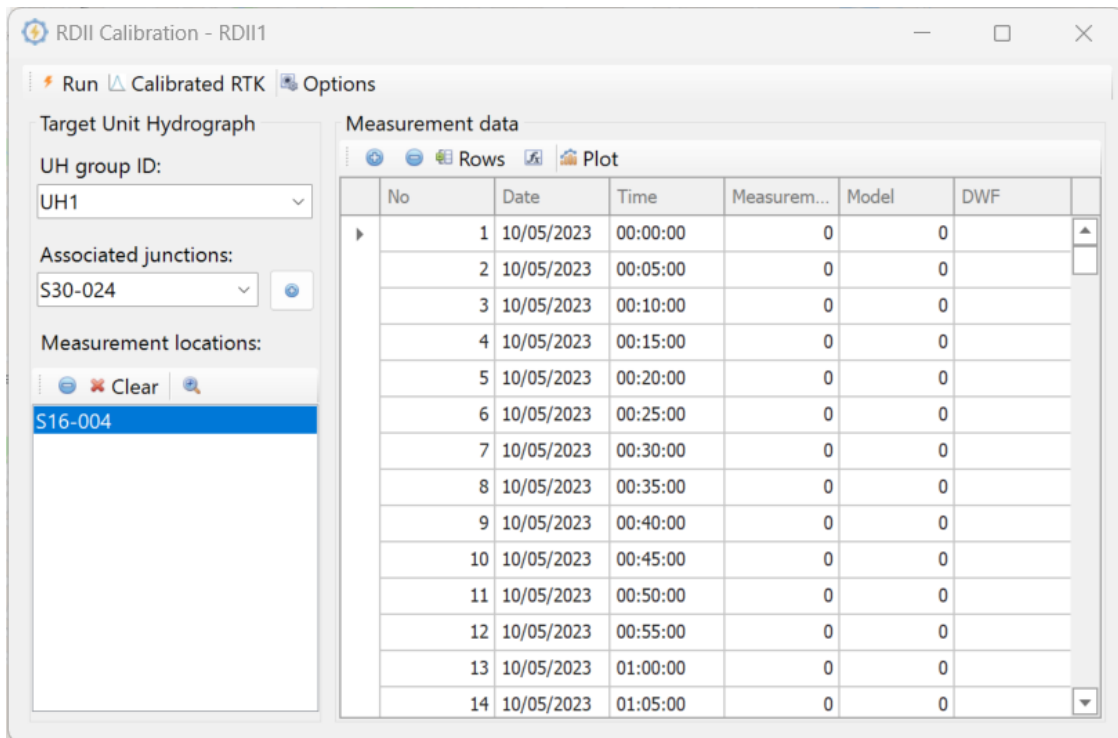 RDII Calibration - RDII1
Run Calibrated RTK Options
Target Unit Hydrograph
UH group ID:
UH1
Associated junctions:
S30-024
Measurement locations:
Clear
S16-004
Measurement data
Rows fx Plot
No Date Time Measurem... Model DWF
1 10/05/2023 00:00:00 0 0
2 10/05/2023 00:05:00 0 0
3 10/05/2023 00:10:00 0 0
4 10/05/2023 00:15:00 0 0
5 10/05/2023 00:20:00 0 0
6 10/05/2023 00:25:00 0 0
7 10/05/2023 00:30:00 0 0
8 10/05/2023 00:35:00 0 0
9 10/05/2023 00:40:00 0 0
10 10/05/2023 00:45:00 0 0
11 10/05/2023 00:50:00 0 0
12 10/05/2023 00:55:00 0 0
13 10/05/2023 01:00:00 0 0
14 10/05/2023 01:05:00 0 0